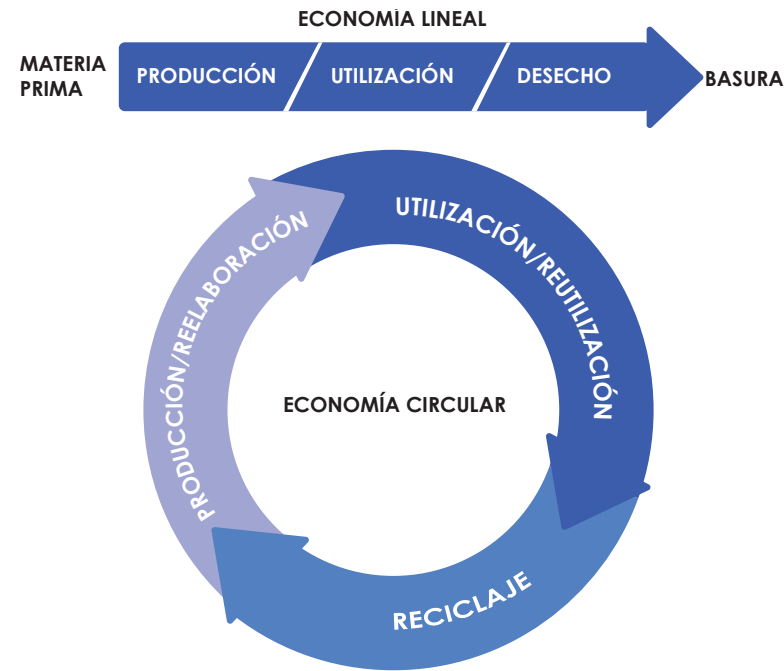 ECONOMÍA LINEAL
MATERIA
PRIMA
PRODUCCIÓN
UTILIZACIÓN
DESECHO
BASURA
UTILIZACIÓN/REUTILIZACIÓN
PRODUCCIÓN/REELABORACIÓN
ECONOMÍA CIRCULAR
RECICLAJE